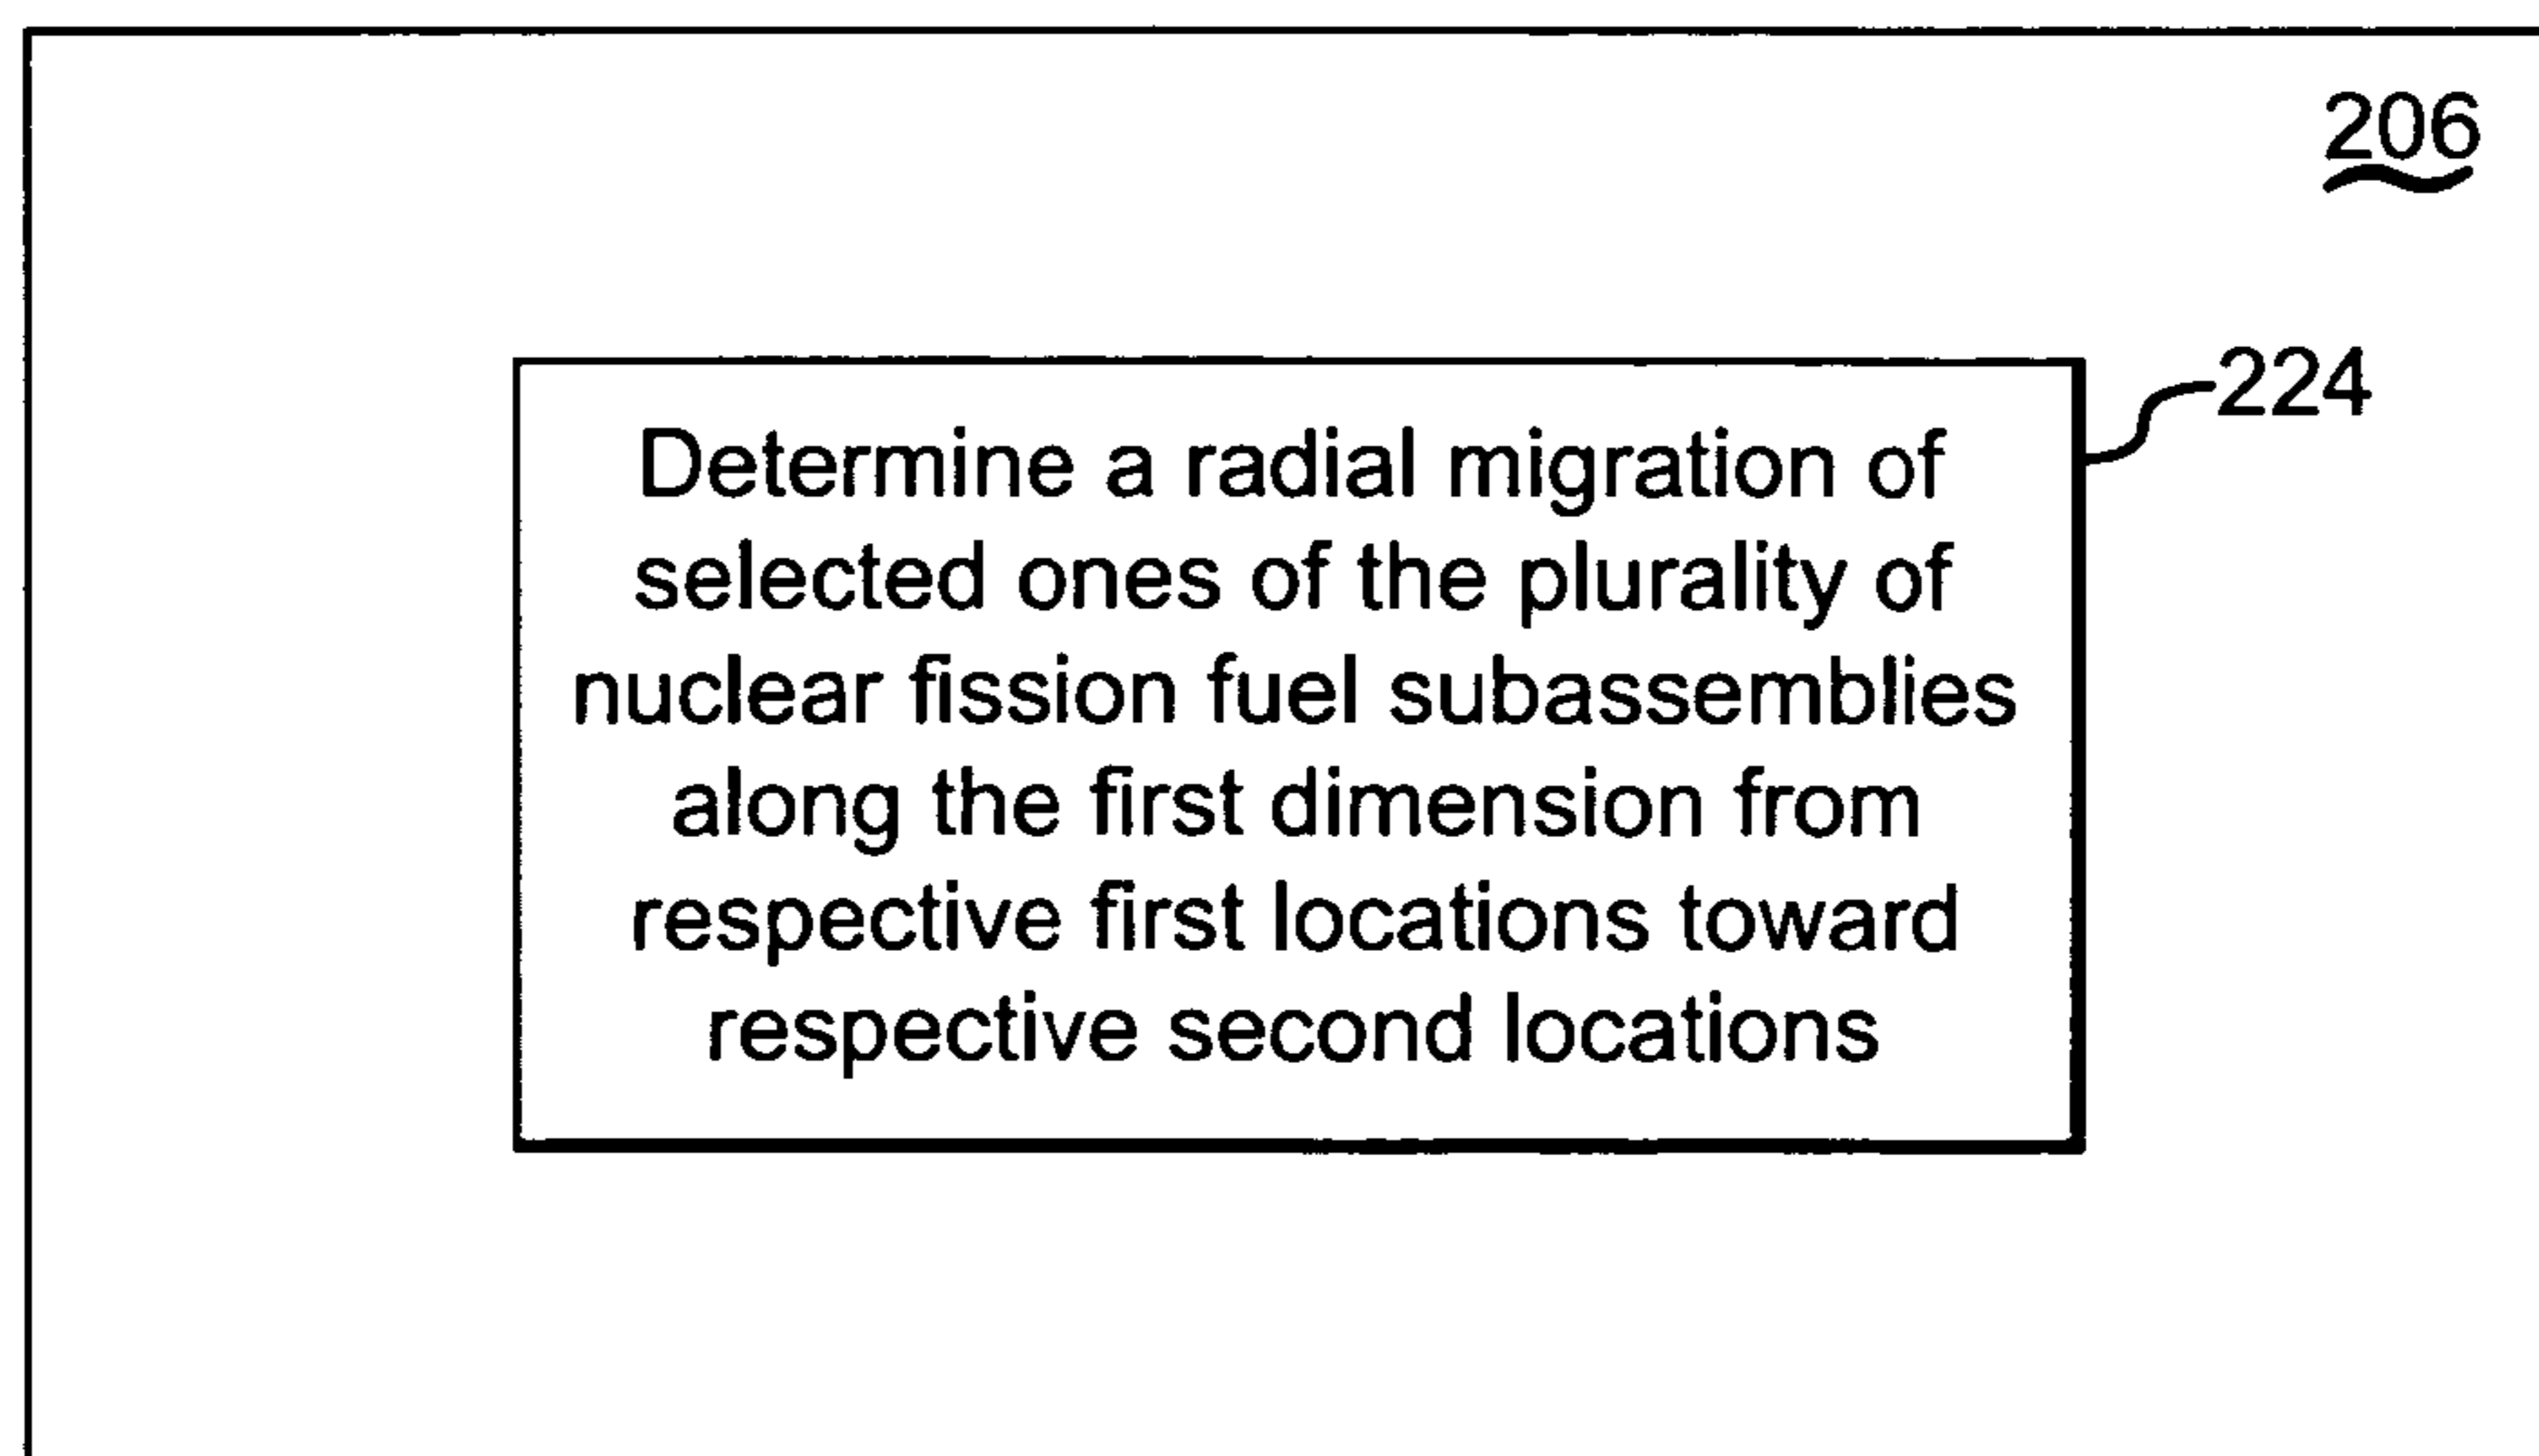 206
224
Determine a radial migration of
selected ones of the plurality of
nuclear fission fuel subassemblies
along the first dimension from
respective first locations toward
respective second locations